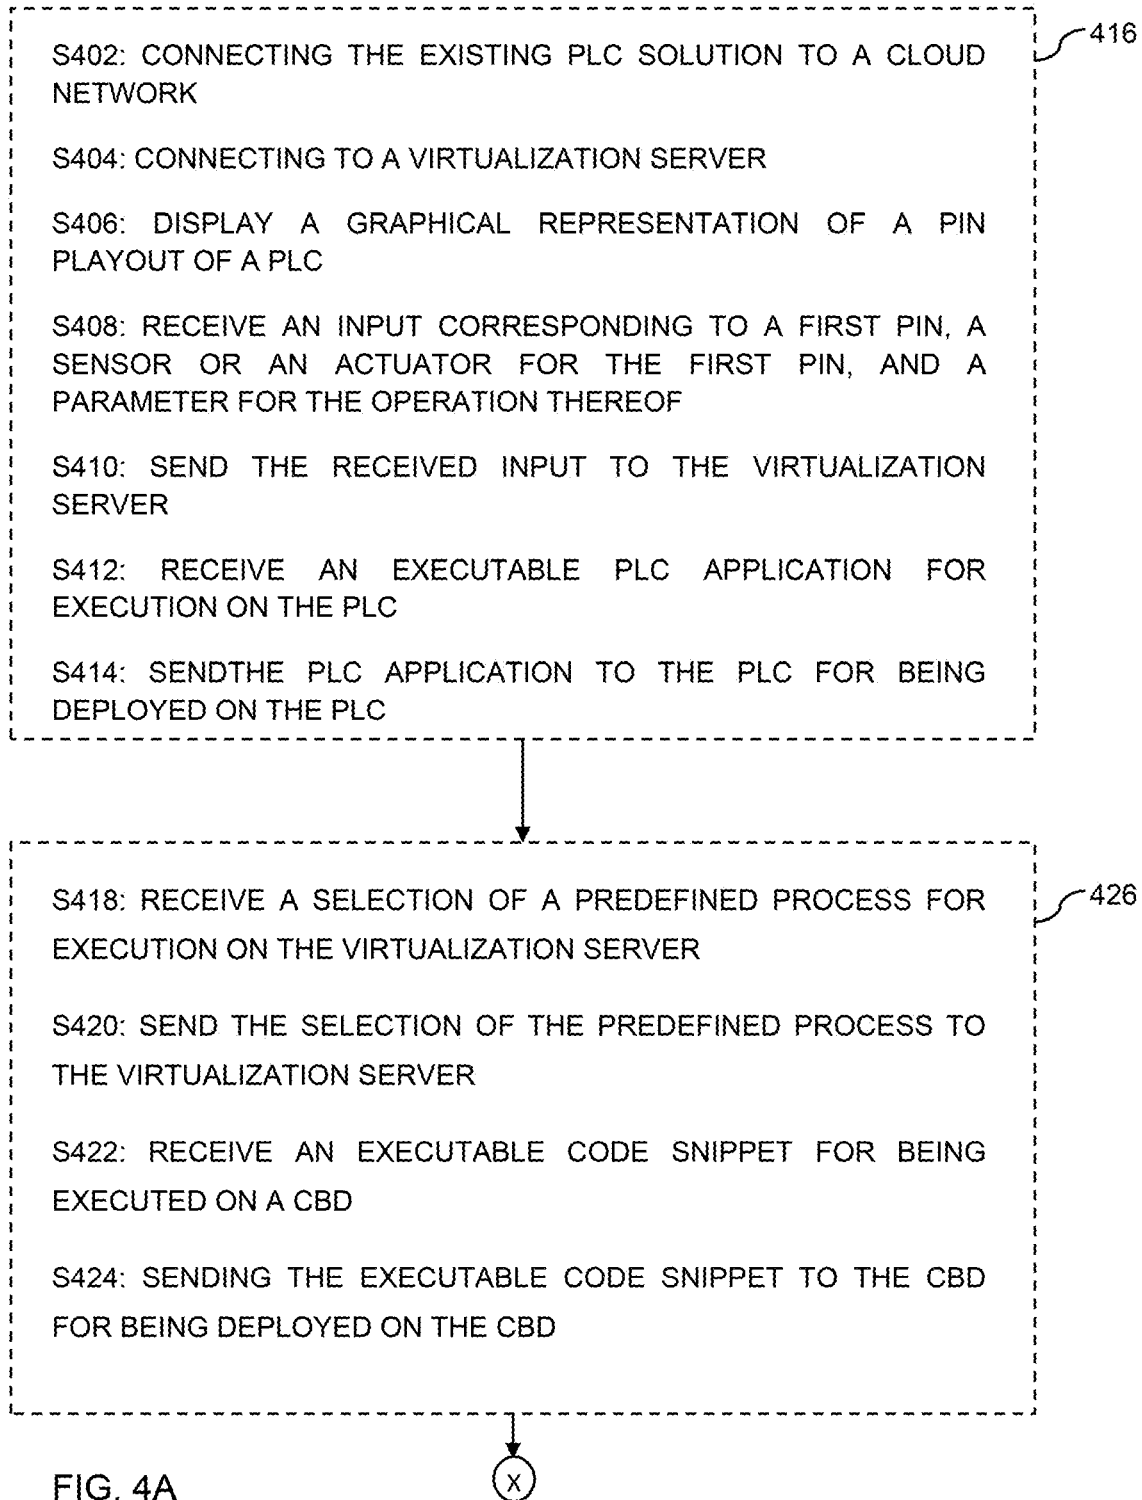 416
S402: CONNECTING THE EXISTING PLC SOLUTION TO A CLOUD
NETWORK
S404: CONNECTING TO A VIRTUALIZATION SERVER
S406: DISPLAY A GRAPHICAL REPRESENTATION OF A PIN
PLAYOUT OF A PLC
S408: RECEIVE AN INPUT CORRESPONDING TO A FIRST PIN, A
SENSOR OR AN ACTUATOR FOR THE FIRST PIN, AND A
PARAMETER FOR THE OPERATION THEREOF
S410: SEND THE RECEIVED INPUT TO THE VIRTUALIZATION
SERVER
S412: RECEIVE AN EXECUTABLE PLC APPLICATION FOR
EXECUTION ON THE PLC
S414: SENDTHE PLC APPLICATION TO THE PLC FOR BEING
DEPLOYED ON THE PLC
426
S418: RECEIVE A SELECTION OF A PREDEFINED PROCESS FOR
EXECUTION ON THE VIRTUALIZATION SERVER
S420: SEND THE SELECTION OF THE PREDEFINED PROCESS TO
THE VIRTUALIZATION SERVER
S422: RECEIVE AN EXECUTABLE CODE SNIPPET FOR BEING
EXECUTED ON A CBD
S424: SENDING THE EXECUTABLE CODE SNIPPET TO THE CBD
FOR BEING DEPLOYED ON THE CBD
X
FIG. 4A